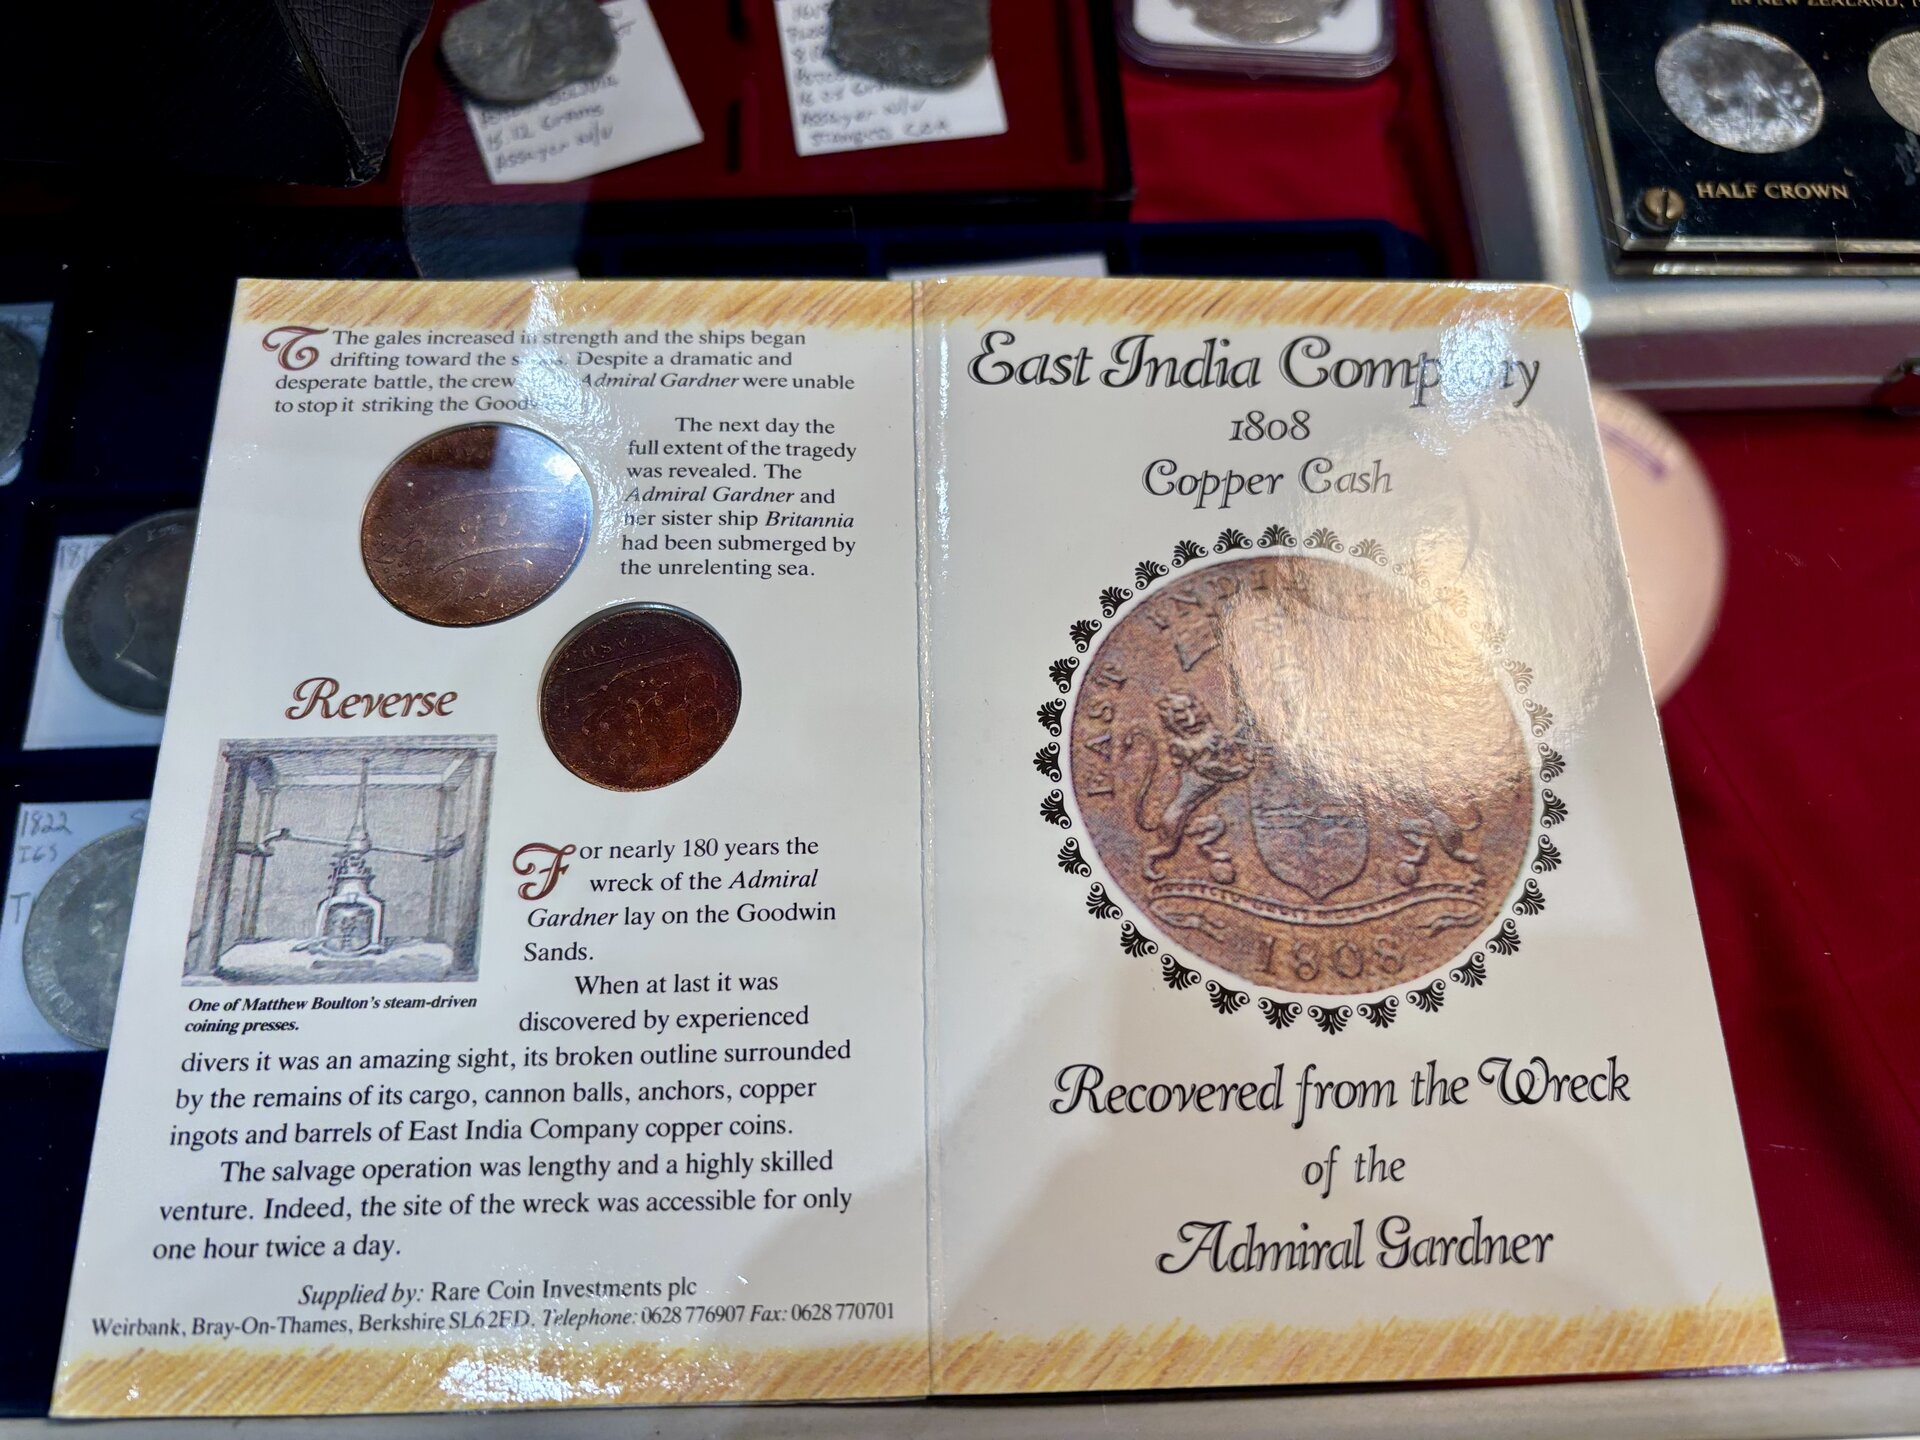 15.12 Grams
Assayer
Assayer
IN NEW ZEALAND,
HALF CROWN
The gales increased in strength and the ships began
drifting toward the Despite a dramatic and
desperate battle, the crew Admiral Gardner were unable
to stop it striking the
The next day the
full extent of the tragedy
was revealed. The
Admiral Gardner and
her sister ship Britannia
had been submerged by
the unrelenting sea.
Reverse
One of Matthew Boulton's steam-driven
coining presses.
For nearly 180 years the
wreck of the Admiral
Gardner lay on the Goodwin
Sands.
When at last it was
discovered by experienced
divers it was an amazing sight, its broken outline surrounded
by the remains of its cargo, cannon balls, anchors, copper
ingots and barrels of East India Company copper coins.
The salvage operation was lengthy and a highly skilled
venture. Indeed, the site of the wreck was accessible for only
one hour twice a day.
Supplied by: Rare Coin Investments plc
Weirbank, Bray-On-Thames, Berkshire SL6 2ED. Telephone: 0628 776907 Fax: 0628 770701
East India Company
1808
Copper Cash
EAST INDIA
1808
Recovered from the Wreck
of the
Admiral Gardner
1822